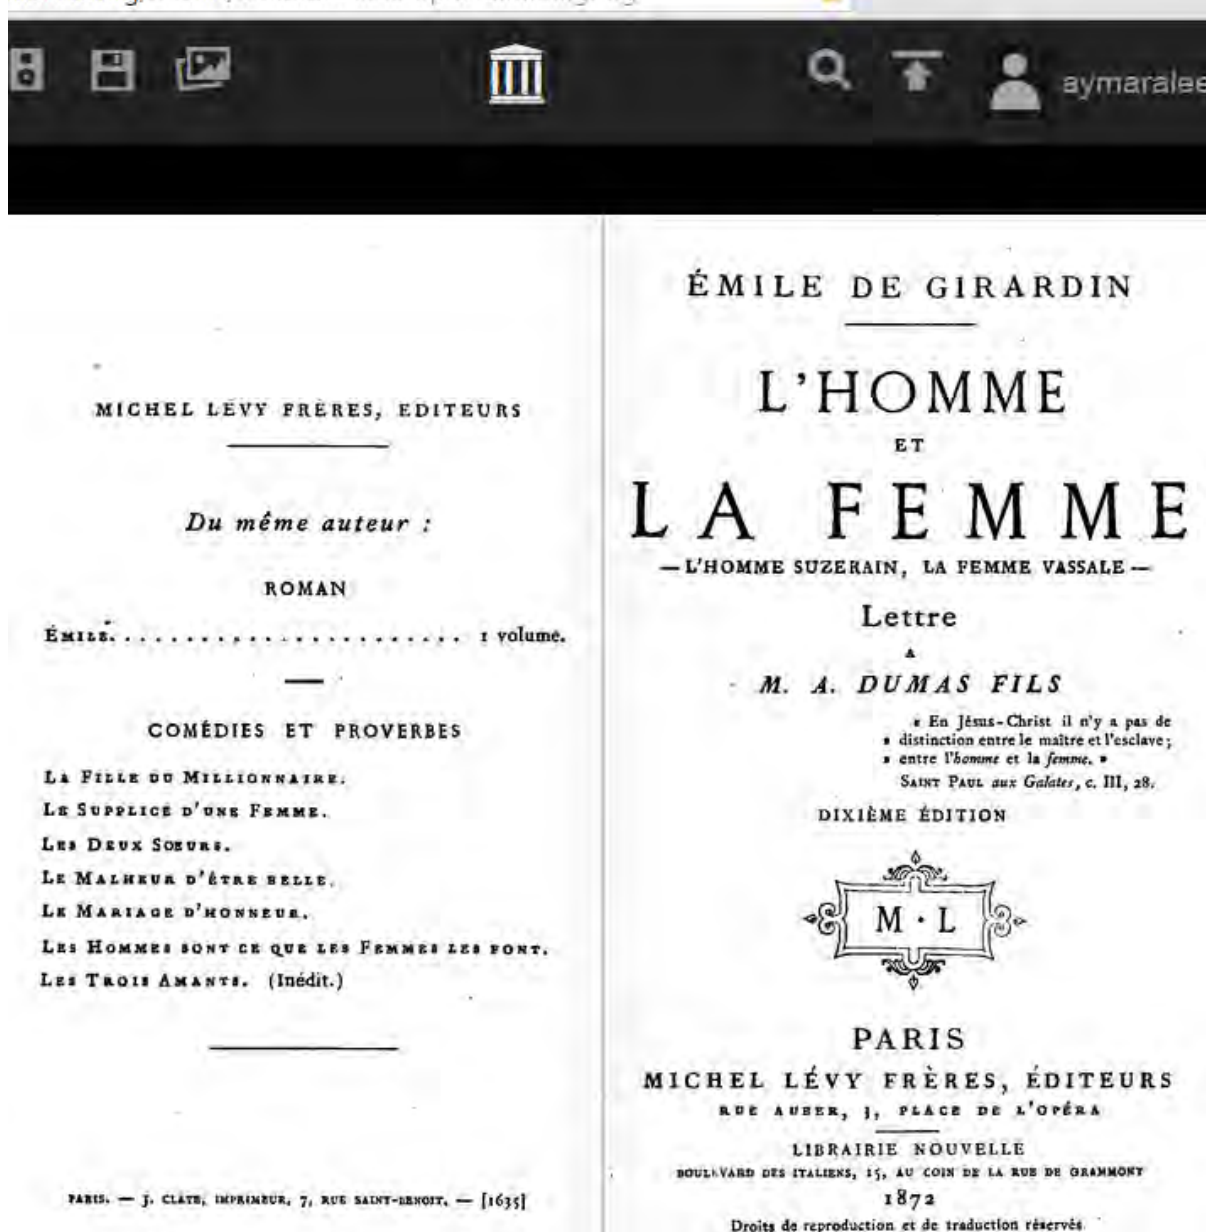 aymaralee
MICHEL LÉVY FRÈRES, EDITEURS
Du même auteur :
ROMAN
ÉMILE. . . . . . . . . . . . . . . . . . . . . . . 1 volume.
COMÉDIES ET PROVERBES
LA FILLE DU MILLIONNAIRE.
LE SUPPLICE D'UNE FEMME.
LES DEUX SŒURS.
LE MALHEUR D'ÊTRE BELLE.
LE MARIAGE D'HONNEUR.
LES HOMMES SONT CE QUE LES FEMMES LES FONT.
LES TROIS AMANTS. (Inédit.)
PARIS. — J. CLAYE, IMPRIMEUR, 7, RUE SAINT-BENOIT. — [1635]
ÉMILE DE GIRARDIN
L'HOMME
ET
LA FEMME
— L'HOMME SUZERAIN, LA FEMME VASSALE —
Lettre
A
M. A. DUMAS FILS
« En Jésus-Christ il n'y a pas de
» distinction entre le maître et l'esclave ;
» entre l'homme et la femme. »
SAINT PAUL aux Galates, c. III, 28.
DIXIÈME ÉDITION
M · L
PARIS
MICHEL LÉVY FRÈRES, ÉDITEURS
RUE AUBER, 3, PLACE DE L'OPÉRA
LIBRAIRIE NOUVELLE
BOULEVARD DES ITALIENS, 15, AU COIN DE LA RUE DE GRAMMONT
1872
Droits de reproduction et de traduction réservés